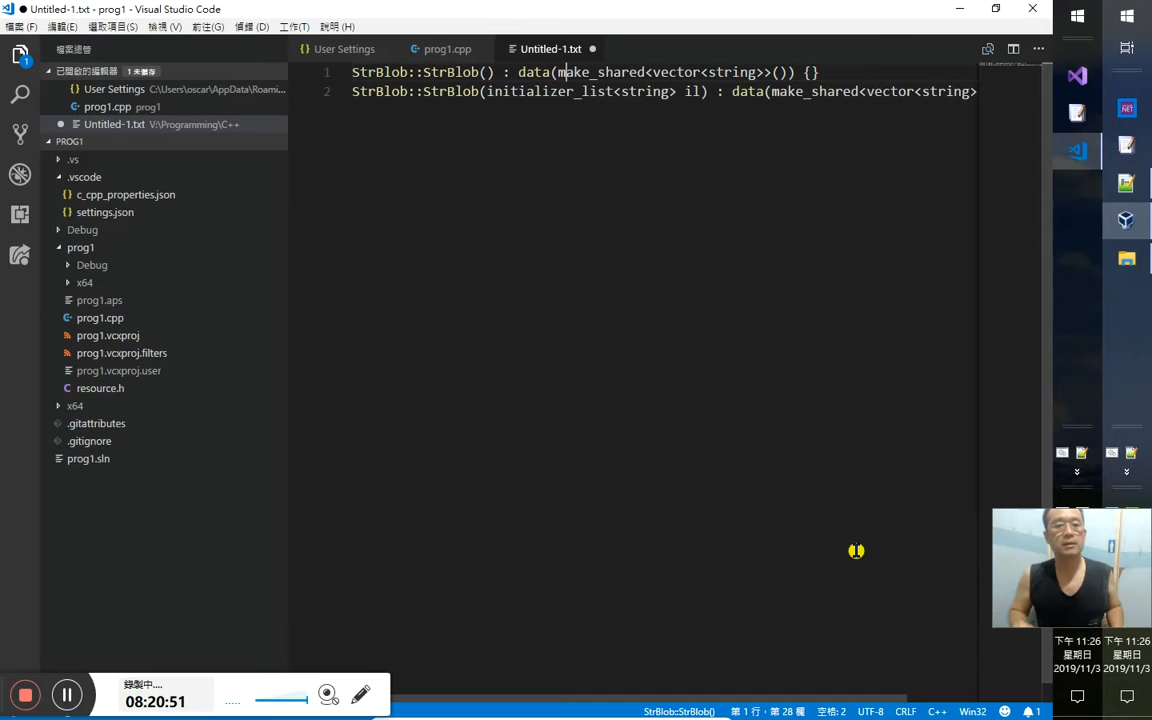 ● Untitled-1.txt - prog1 - Visual Studio Code
檔案(F) 編輯(E) 選取項目(S) 檢視(V) 前往(G) 偵錯(D) 工作(T) 說明(H)
檔案總管
已開啟的編輯器 1 未儲存
User Settings C:\Users\oscar\AppData\Roami...
prog1.cpp prog1
Untitled-1.txt V:\Programming\C++
PROG1
.vs
.vscode
c_cpp_properties.json
settings.json
Debug
prog1
Debug
x64
prog1.aps
prog1.cpp
prog1.vcxproj
prog1.vcxproj.filters
prog1.vcxproj.user
resource.h
x64
.gitattributes
.gitignore
prog1.sln
User Settings prog1.cpp Untitled-1.txt
1 StrBlob::StrBlob() : data(make_shared<vector<string>>()) {}
2 StrBlob::StrBlob(initializer_list<string> il) : data(make_shared<vector<string>
錄製中...
08:20:51
StrBlob::StrBlob() 第 1 行，第 28 欄 空格: 2 UTF-8 CRLF C++ Win32 1
下午 11:26 下午 11:26
星期日 星期日
2019/11/3 2019/11/3